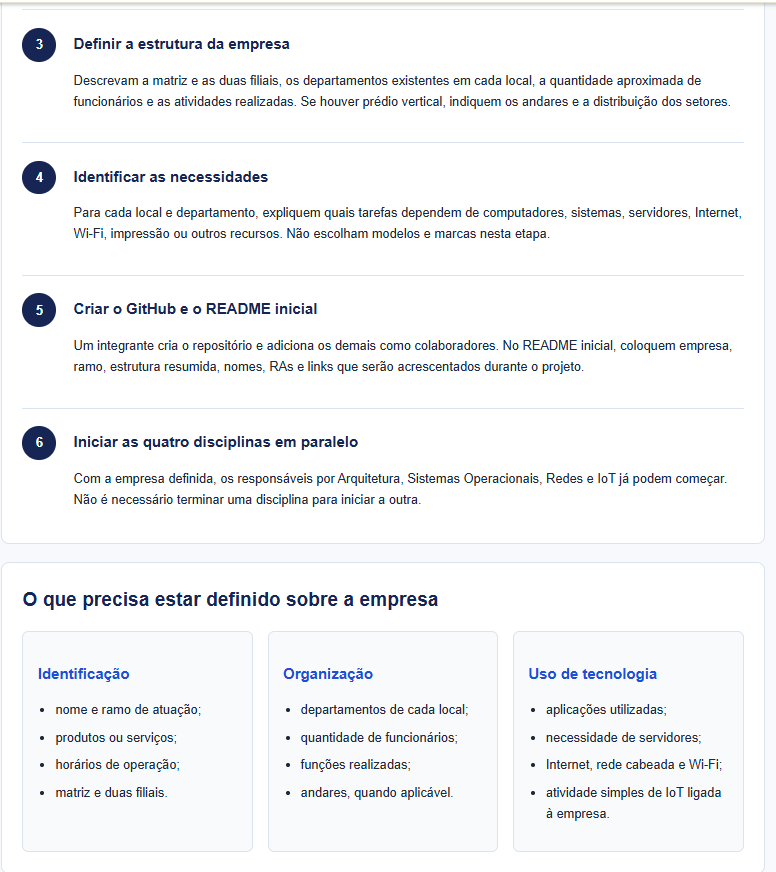 3
Definir a estrutura da empresa
Descrevam a matriz e as duas filiais, os departamentos existentes em cada local, a quantidade aproximada de
funcionários e as atividades realizadas. Se houver prédio vertical, indiquem os andares e a distribuição dos setores.
4
Identificar as necessidades
Para cada local e departamento, expliquem quais tarefas dependem de computadores, sistemas, servidores, Internet,
Wi-Fi, impressão ou outros recursos. Não escolham modelos e marcas nesta etapa.
5
Criar o GitHub e o README inicial
Um integrante cria o repositório e adiciona os demais como colaboradores. No README inicial, coloquem empresa,
ramo, estrutura resumida, nomes, RAs e links que serão acrescentados durante o projeto.
6
Iniciar as quatro disciplinas em paralelo
Com a empresa definida, os responsáveis por Arquitetura, Sistemas Operacionais, Redes e IoT já podem começar.
Não é necessário terminar uma disciplina para iniciar a outra.
O que precisa estar definido sobre a empresa
Identificação
• nome e ramo de atuação;
• produtos ou serviços;
• horários de operação;
• matriz e duas filiais.
Organização
• departamentos de cada local;
• quantidade de funcionários;
• funções realizadas;
• andares, quando aplicável.
Uso de tecnologia
• aplicações utilizadas;
• necessidade de servidores;
• Internet, rede cabeada e Wi-Fi;
• atividade simples de IoT ligada
à empresa.